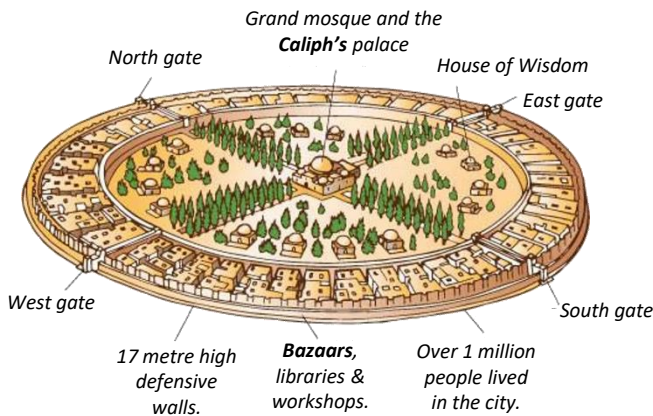 Grand mosque and the
Caliph's palace
North gate
House of Wisdom
East gate
West gate
South gate
17 metre high
defensive
walls.
Bazaars,
libraries &
workshops.
Over 1 million
people lived
in the city.